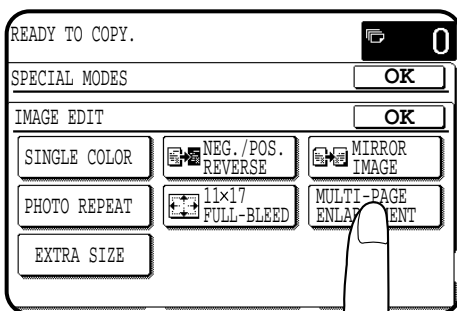 READY TO COPY.
0
SPECIAL MODES
OK
IMAGE EDIT
OK
SINGLE COLOR
NEG./POS.
REVERSE
MIRROR
IMAGE
PHOTO REPEAT
11×17
FULL-BLEED
MULTI-PAGE
EXTRA SIZE